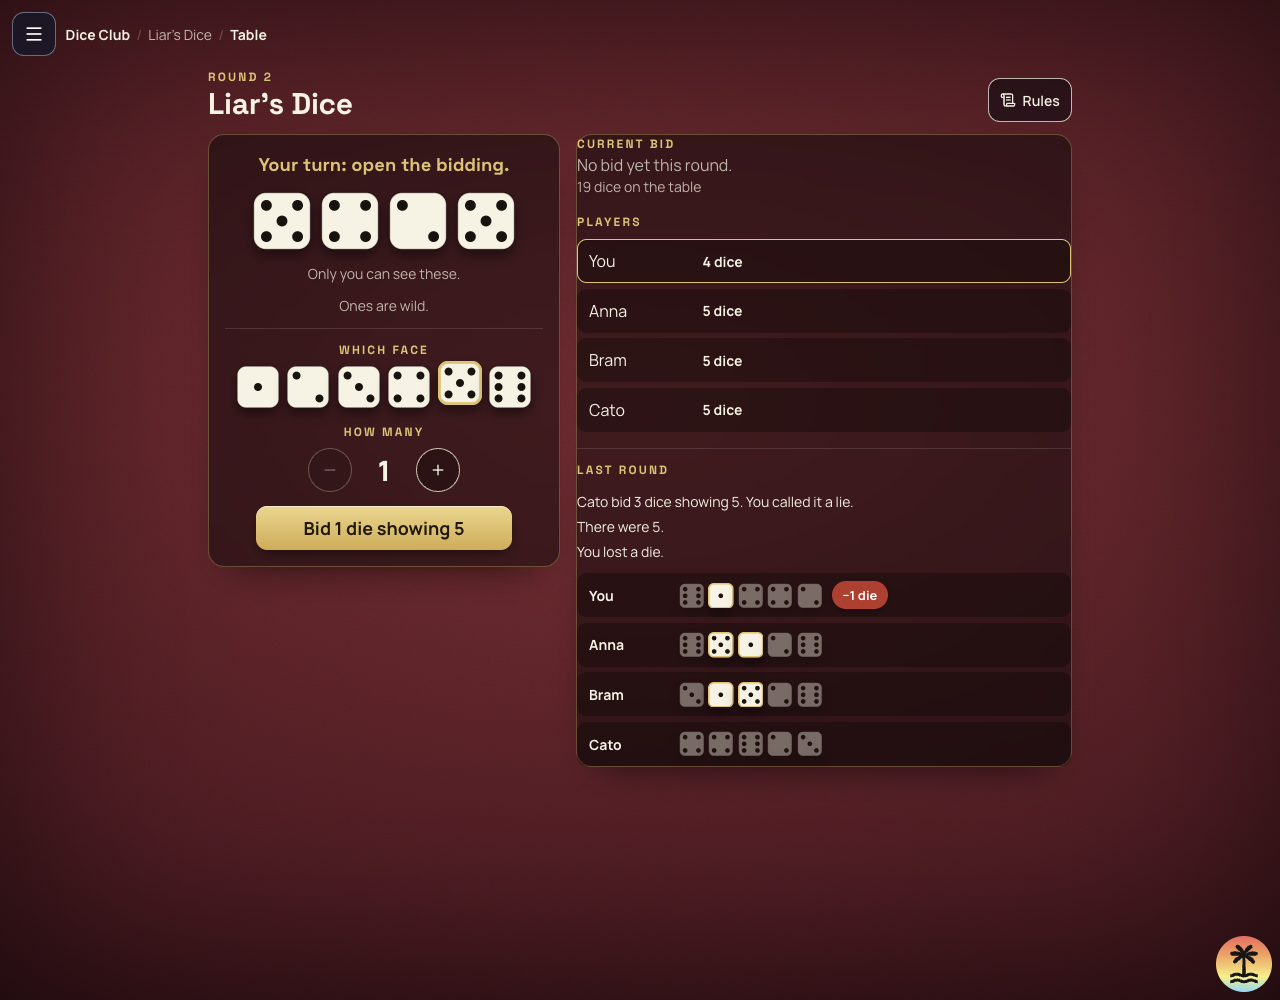 Dice Club / Liar's Dice / Table
ROUND 2
Liar’s Dice
Rules
Your turn: open the bidding.
Only you can see these.
Ones are wild.
WHICH FACE
HOW MANY
− 1 +
Bid 1 die showing 5
CURRENT BID
No bid yet this round.
19 dice on the table
PLAYERS
You 4 dice
Anna 5 dice
Bram 5 dice
Cato 5 dice
LAST ROUND
Cato bid 3 dice showing 5. You called it a lie.
There were 5.
You lost a die.
You −1 die
Anna
Bram
Cato